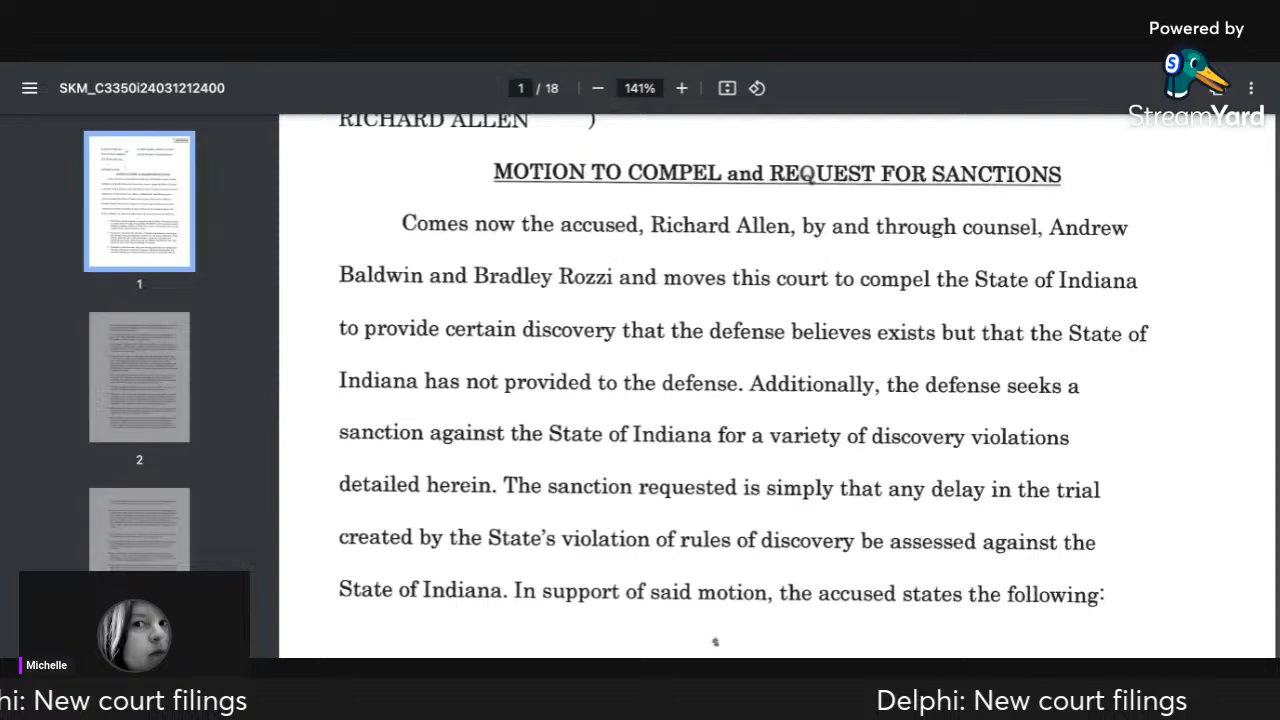 Powered by
StreamYard
SKM_C3350i24031212400
1 / 18
141%
RICHARD ALLEN )
MOTION TO COMPEL and REQUEST FOR SANCTIONS
Comes now the accused, Richard Allen, by and through counsel, Andrew
Baldwin and Bradley Rozzi and moves this court to compel the State of Indiana
to provide certain discovery that the defense believes exists but that the State of
Indiana has not provided to the defense. Additionally, the defense seeks a
sanction against the State of Indiana for a variety of discovery violations
detailed herein. The sanction requested is simply that any delay in the trial
created by the State's violation of rules of discovery be assessed against the
State of Indiana. In support of said motion, the accused states the following:
1
2
Michelle
hi: New court filings
Delphi: New court filings